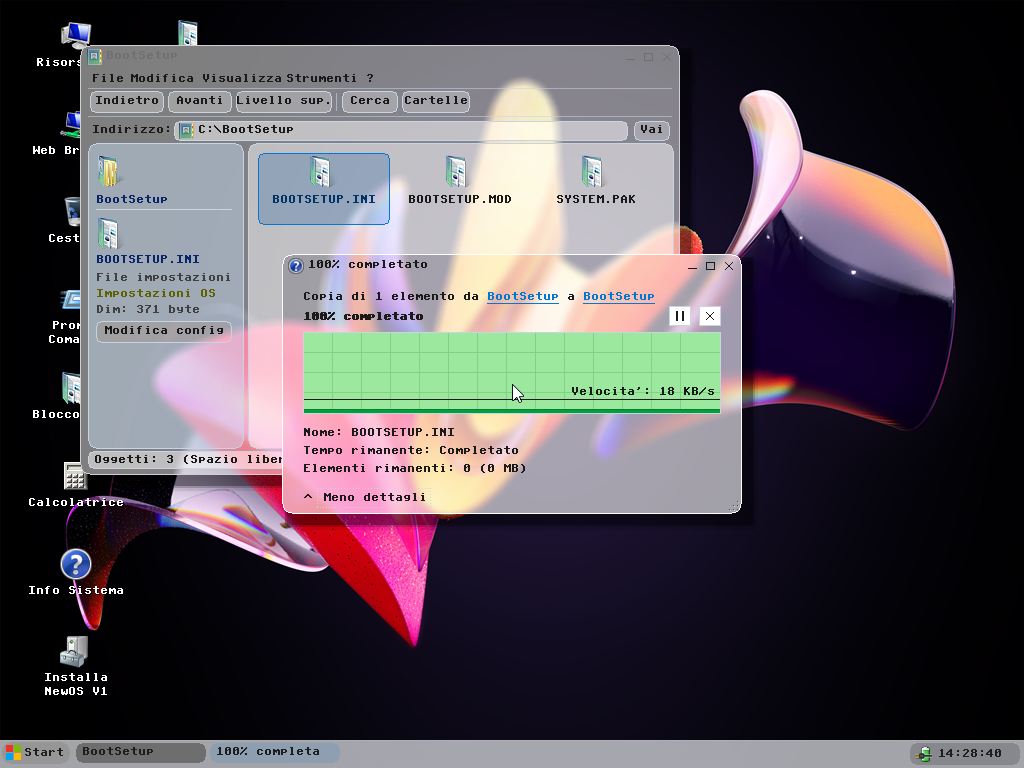 Risors
Web Br
Cest
Pron
Coma
Blocco
Calcolatrice
Info Sistema
Installa
NewOS V1
BootSetup
File Modifica Visualizza Strumenti ?
Indietro Avanti Livello sup. Cerca Cartelle
Indirizzo: C:\BootSetup Vai
BootSetup
BOOTSETUP.INI
File impostazioni
Impostazioni OS
Dim: 371 byte
Modifica config
BOOTSETUP.INI BOOTSETUP.MOD SYSTEM.PAK
Oggetti: 3 (Spazio liber
100% completato
Copia di 1 elemento da BootSetup a BootSetup
100% completato
Velocita': 18 KB/s
Nome: BOOTSETUP.INI
Tempo rimanente: Completato
Elementi rimanenti: 0 (0 MB)
^ Meno dettagli
Start BootSetup 100% completa 14:28:40